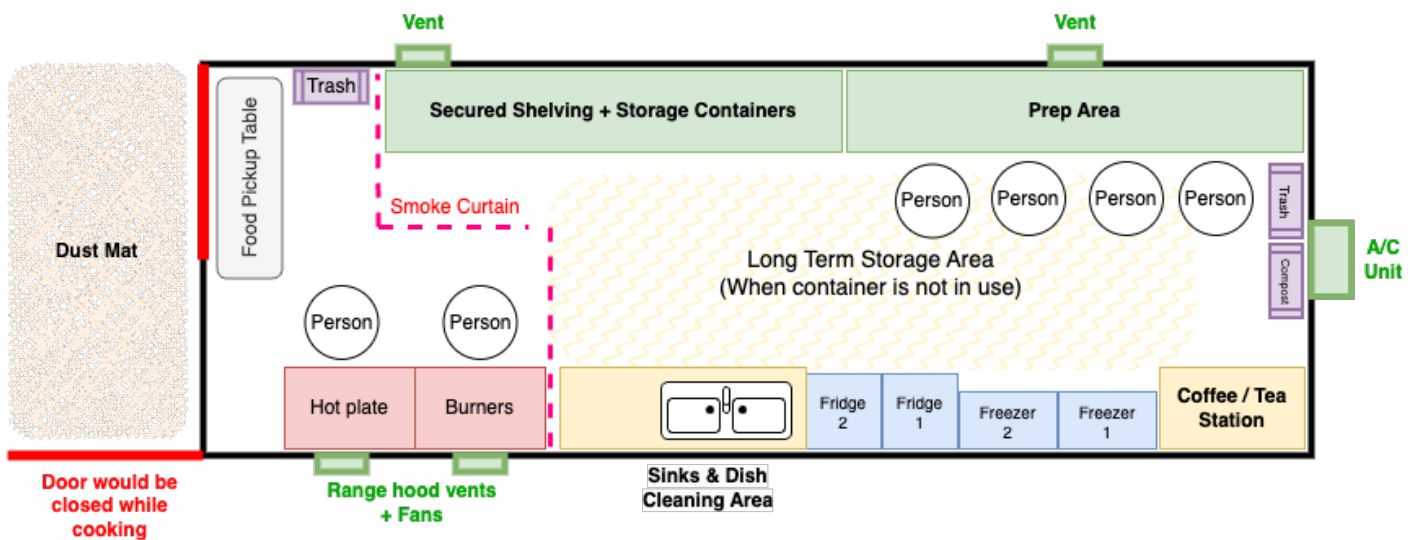 Vent
Vent
Trash
Secured Shelving + Storage Containers
Prep Area
Food Pickup Table
Smoke Curtain
Person
Person
Person
Person
Trash
Dust Mat
Long Term Storage Area
(When container is not in use)
A/C
Unit
Compost
Person
Person
Hot plate
Burners
Fridge
2
Fridge
1
Freezer
2
Freezer
1
Coffee / Tea
Station
Door would be
closed while
cooking
Range hood vents
+ Fans
Sinks & Dish
Cleaning Area